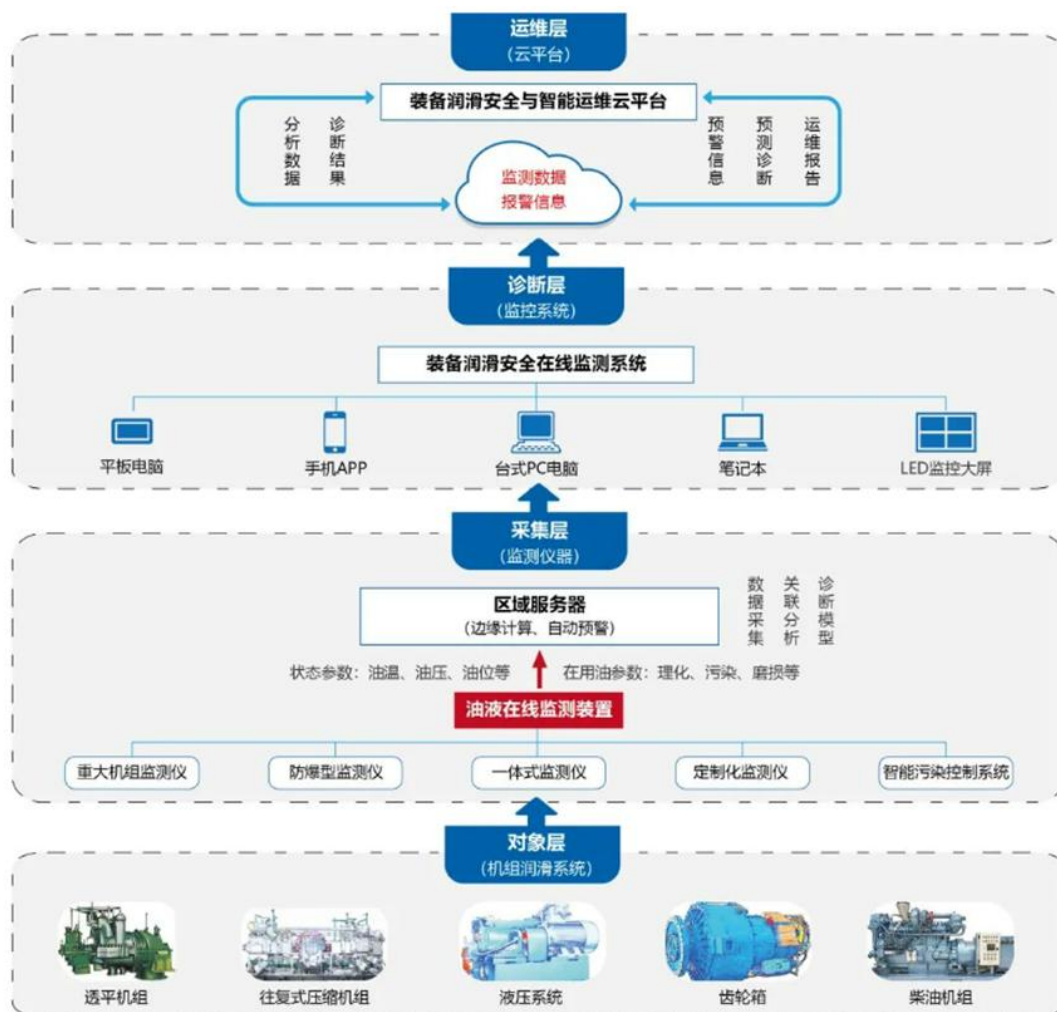 运维层
(云平台)
装备润滑安全与智能运维云平台
分析数据
诊断结果
预警信息
预测诊断
运维报告
监测数据
报警信息
诊断层
(监控系统)
装备润滑安全在线监测系统
平板电脑
手机APP
台式PC电脑
笔记本
LED监控大屏
采集层
(监测仪器)
区域服务器
(边缘计算、自动预警)
数据采集
关联分析
诊断模型
状态参数：油温、油压、油位等
在用油参数：理化、污染、磨损等
油液在线监测装置
重大机组监测仪
防爆型监测仪
一体式监测仪
定制化监测仪
智能污染控制系统
对象层
(机组润滑系统)
透平机组
往复式压缩机组
液压系统
齿轮箱
柴油机组